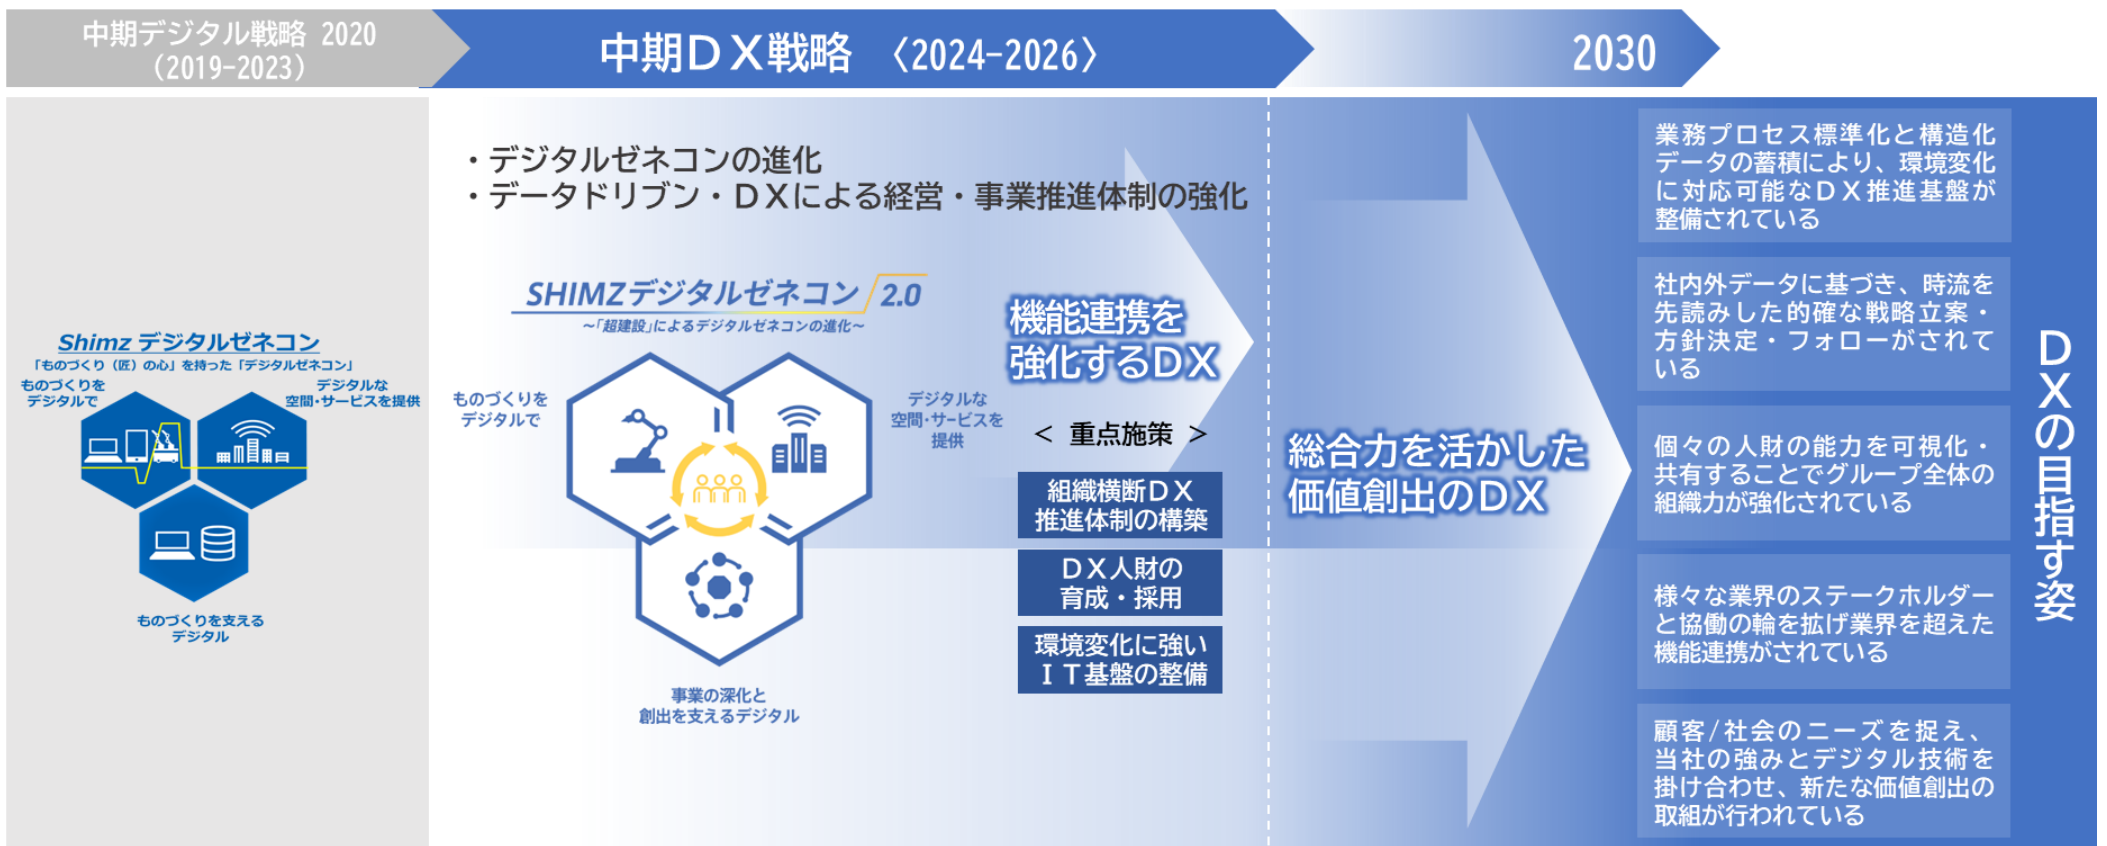 中期デジタル戦略 2020
(2019-2023)
中期ＤＸ戦略 〈2024-2026〉
2030
Shimz デジタルゼネコン
「ものづくり（匠）の心」を持った「デジタルゼネコン」
ものづくりを
デジタルで
デジタルな
空間・サービスを提供
ものづくりを支える
デジタル
・デジタルゼネコンの進化
・データドリブン・ＤＸによる経営・事業推進体制の強化
SHIMZデジタルゼネコン 2.0
～「超建設」によるデジタルゼネコンの進化～
ものづくりを
デジタルで
デジタルな
空間・サービスを
提供
事業の深化と
創出を支えるデジタル
機能連携を
強化するＤＸ
＜ 重点施策 ＞
組織横断ＤＸ
推進体制の構築
ＤＸ人財の
育成・採用
環境変化に強い
ＩＴ基盤の整備
総合力を活かした
価値創出のＤＸ
業務プロセス標準化と構造化
データの蓄積により、環境変化
に対応可能なＤＸ推進基盤が
整備されている
社内外データに基づき、時流を
先読みした的確な戦略立案・
方針決定・フォローがされて
いる
個々の人財の能力を可視化・
共有することでグループ全体の
組織力が強化されている
様々な業界のステークホルダー
と協働の輪を拡げ業界を超えた
機能連携がされている
顧客/社会のニーズを捉え、
当社の強みとデジタル技術を
掛け合わせ、新たな価値創出の
取組が行われている
ＤＸの目指す姿